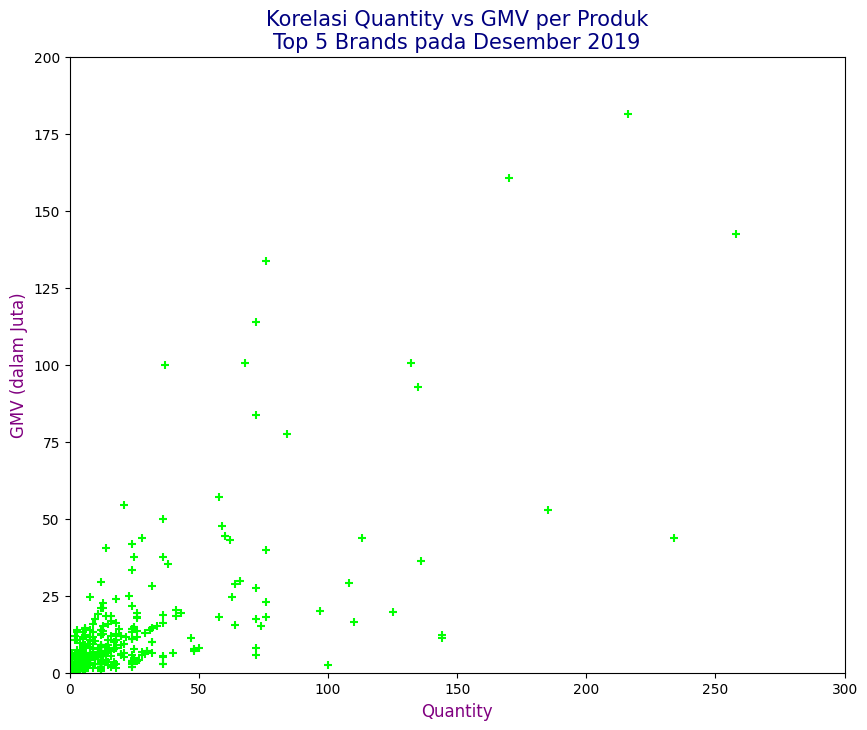 Korelasi Quantity vs GMV per Produk
Top 5 Brands pada Desember 2019
GMV (dalam Juta)
200
175
150
125
100
75
50
25
0
0 50 100 150 200 250 300
Quantity